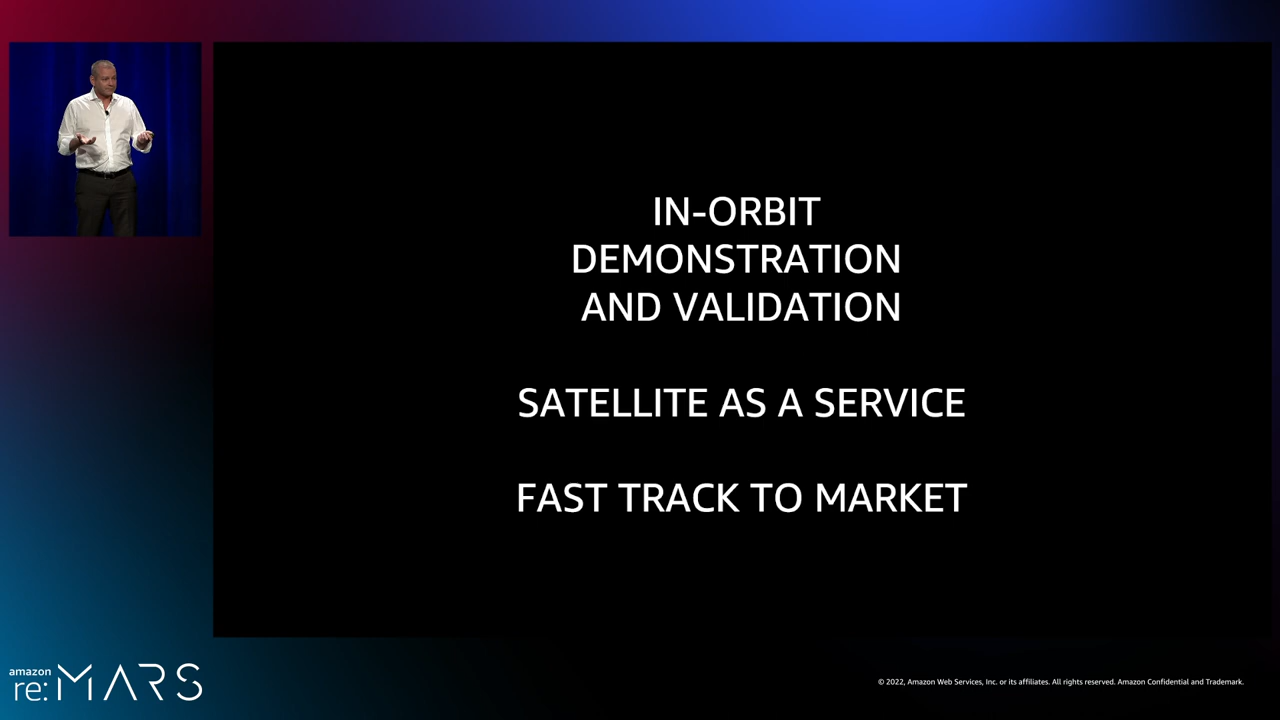 IN-ORBIT
DEMONSTRATION
AND VALIDATION
SATELLITE AS A SERVICE
FAST TRACK TO MARKET
amazon
re:MARS
© 2022, Amazon Web Services, Inc. or its affiliates. All rights reserved. Amazon Confidential and Trademark.